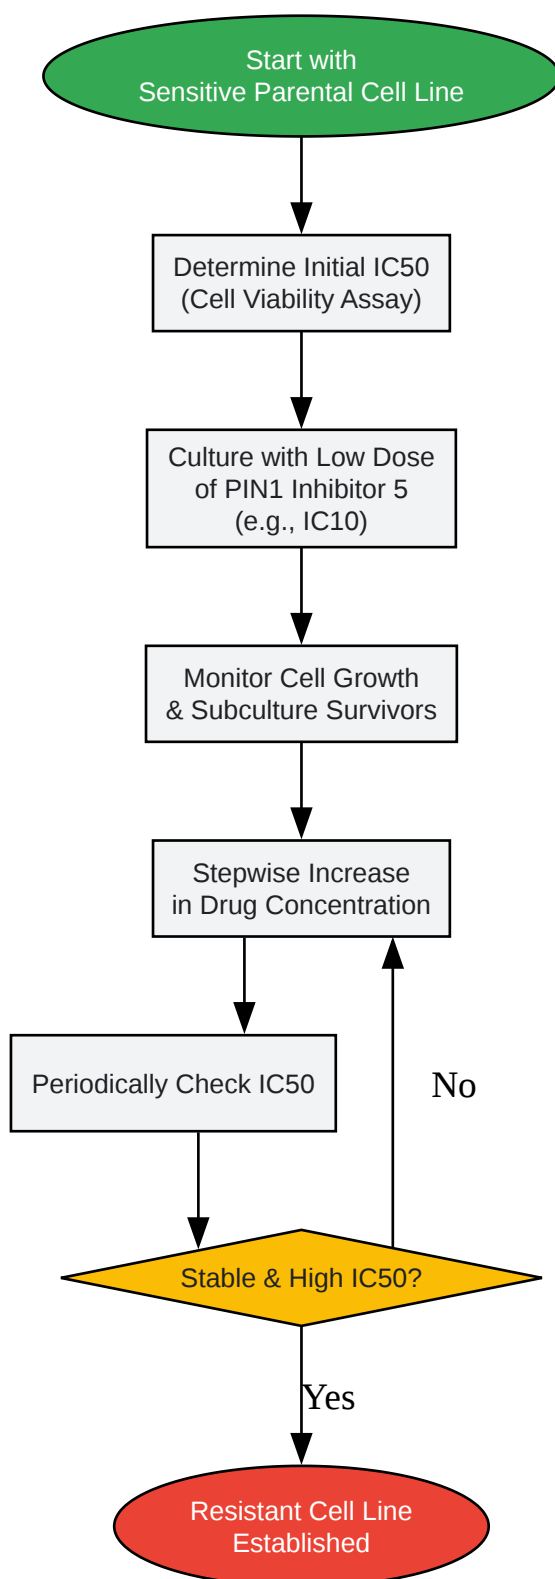 Start with
Sensitive Parental Cell Line
Determine Initial IC50
(Cell Viability Assay)
Culture with Low Dose
of PIN1 Inhibitor 5
(e.g., IC10)
Monitor Cell Growth
& Subculture Survivors
Stepwise Increase
in Drug Concentration
Periodically Check IC50
No
Stable & High IC50?
Yes
Resistant Cell Line
Established